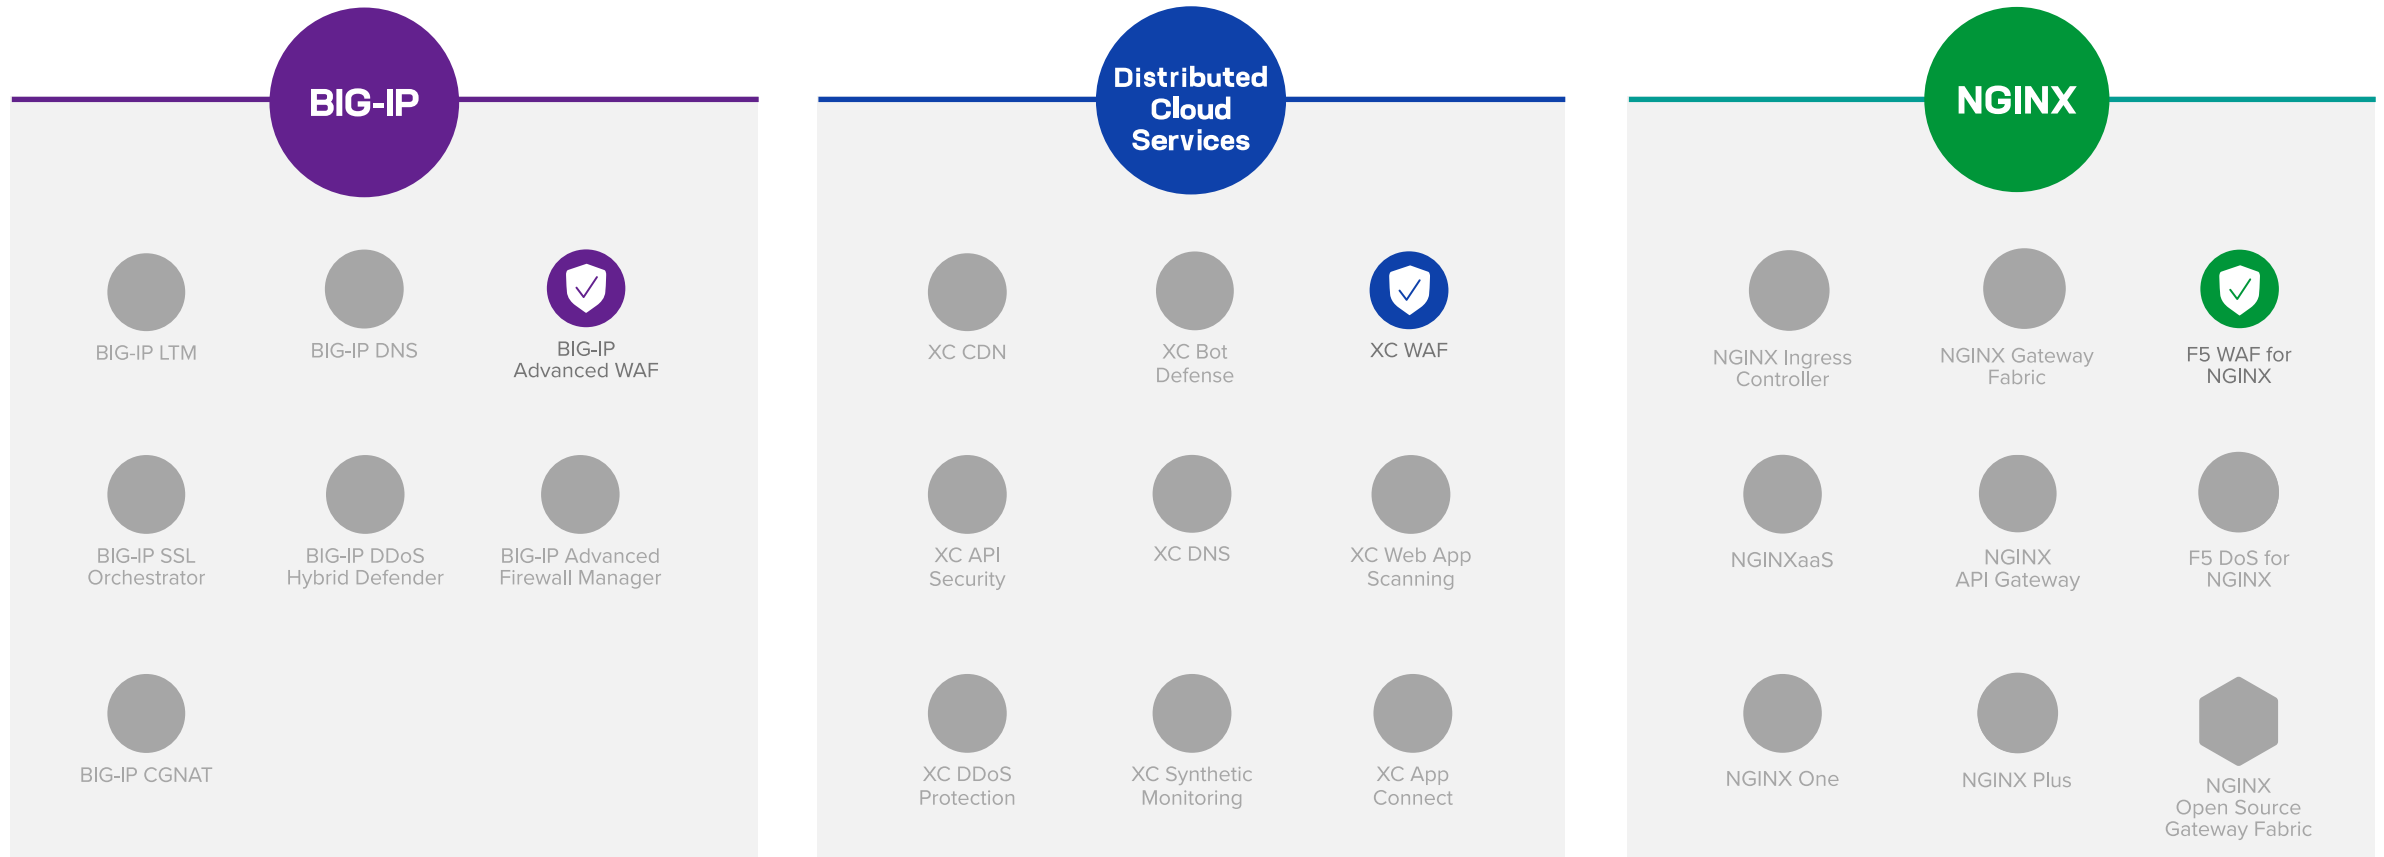 BIG-IP
BIG-IP LTM
BIG-IP DNS
BIG-IP
Advanced WAF
BIG-IP SSL
Orchestrator
BIG-IP DDoS
Hybrid Defender
BIG-IP Advanced
Firewall Manager
BIG-IP CGNAT
Distributed
Cloud
Services
XC CDN
XC Bot
Defense
XC WAF
XC API
Security
XC DNS
XC Web App
Scanning
XC DDoS
Protection
XC Synthetic
Monitoring
XC App
Connect
NGINX
NGINX Ingress
Controller
NGINX Gateway
Fabric
F5 WAF for
NGINX
NGINXaaS
NGINX
API Gateway
F5 DoS for
NGINX
NGINX One
NGINX Plus
NGINX
Open Source
Gateway Fabric